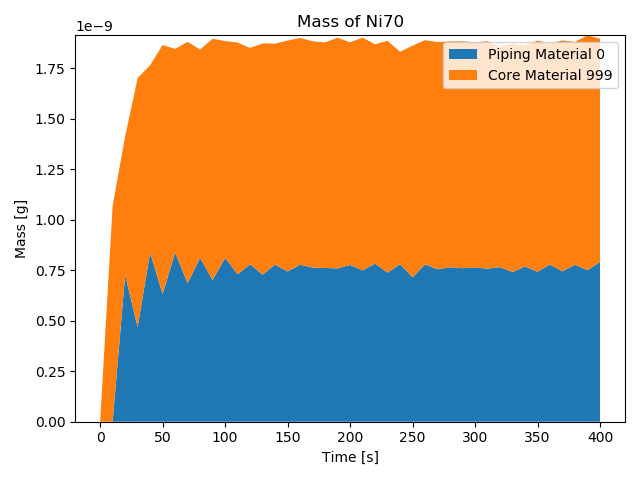 Mass of Ni70
1e−9
Piping Material 0
Core Material 999
1.75
1.50
1.25
1.00
0.75
0.50
0.25
0.00
Mass [g]
0 50 100 150 200 250 300 350 400
Time [s]